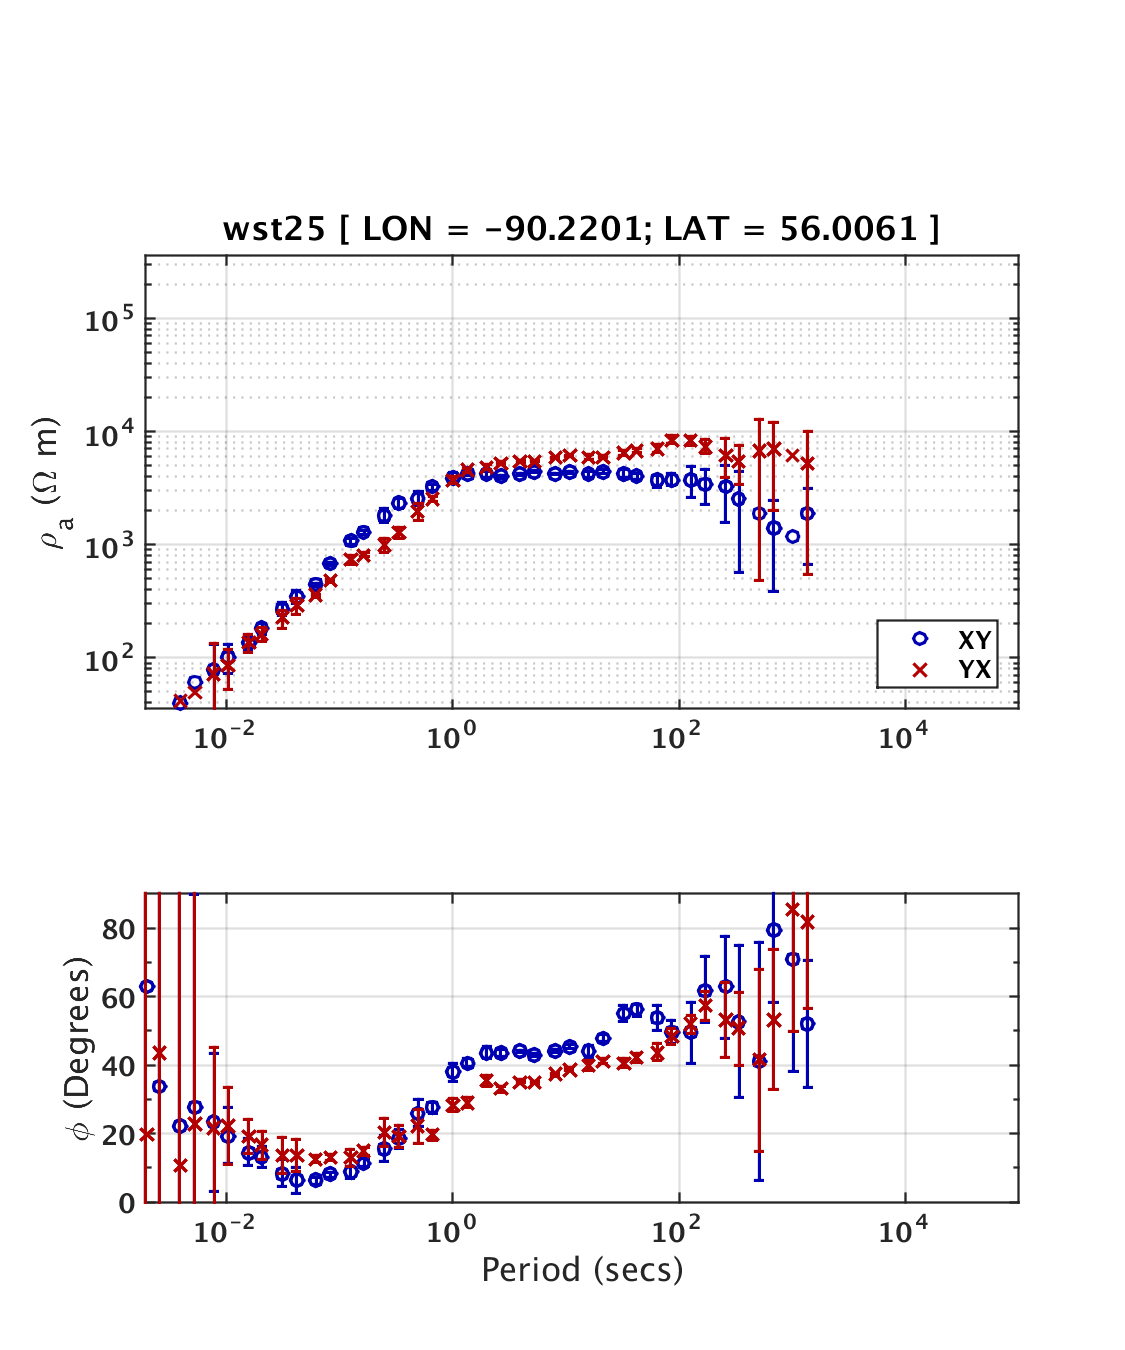 wst25 [ LON = -90.2201; LAT = 56.0061 ]
ρa (Ω m)
10^5
10^4
10^3
10^2
XY
YX
10^-2 10^0 10^2 10^4
φ (Degrees)
80
60
40
20
0
10^-2 10^0 10^2 10^4
Period (secs)